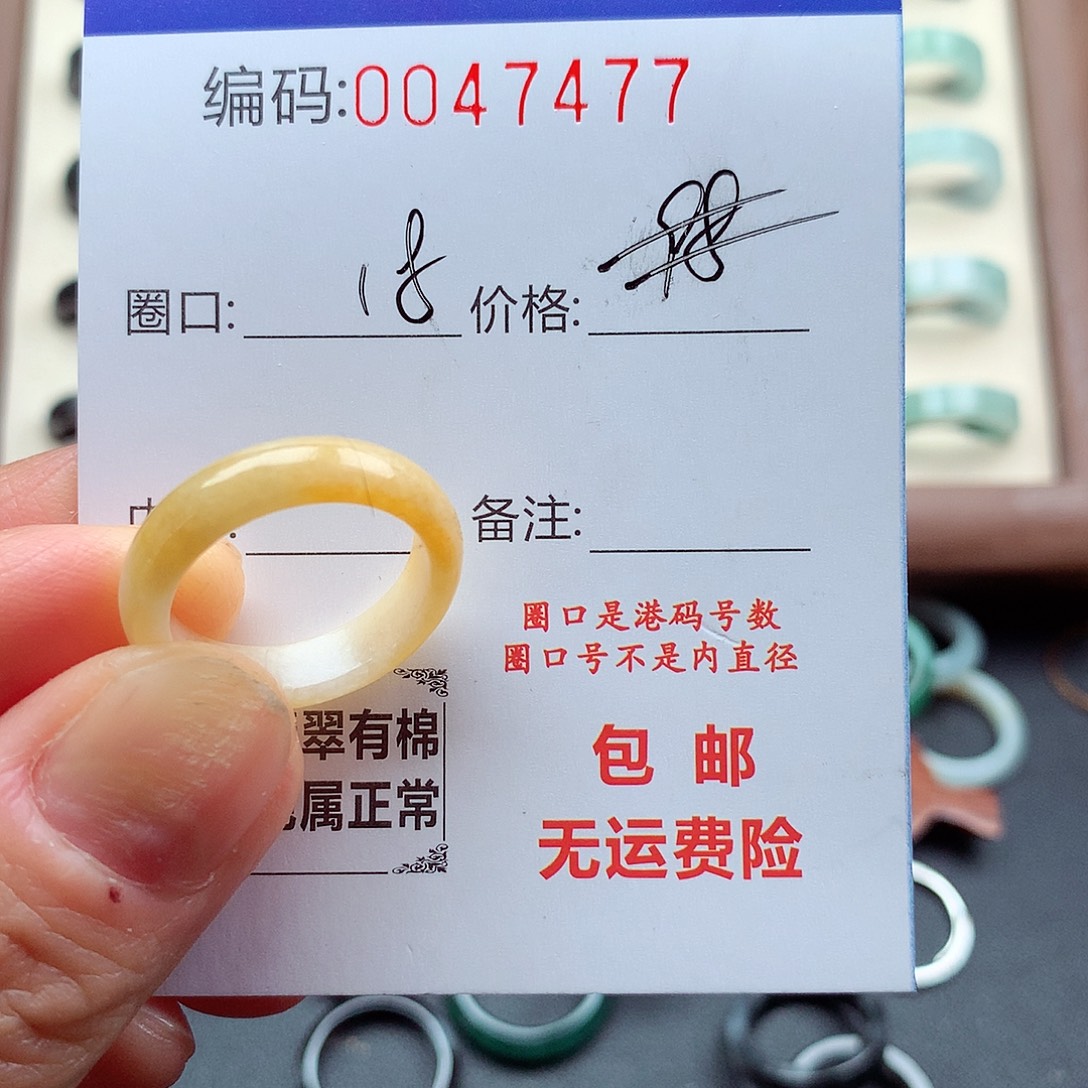 编码:0047477
圈口: 18 价格:
备注:
圈口是港码号数
圈口号不是内直径
翠有棉
属正常
包邮
无运费险